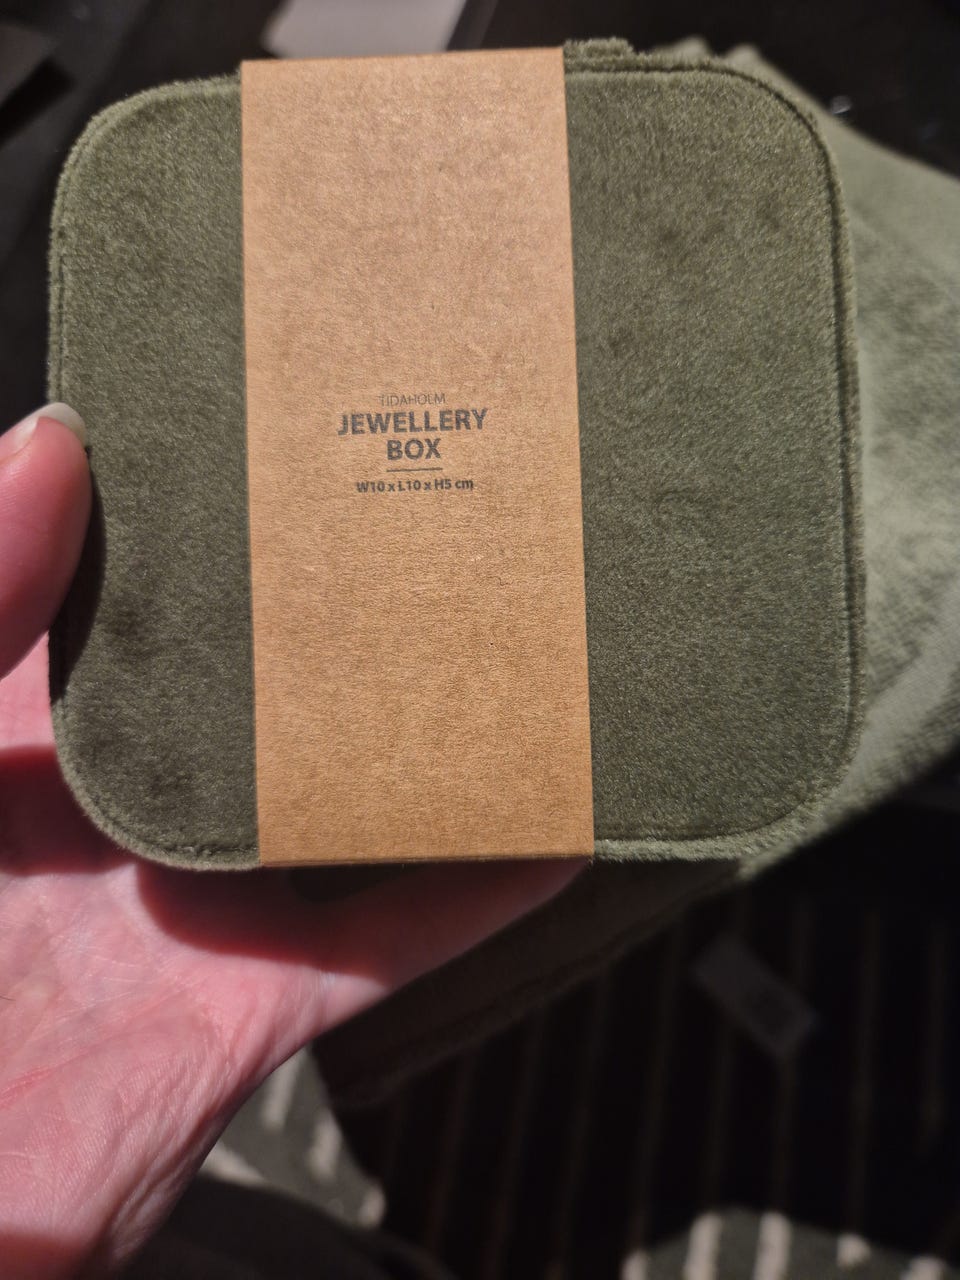 TIDAHOLM
JEWELLERY
BOX
W10 x L10 x H5 cm